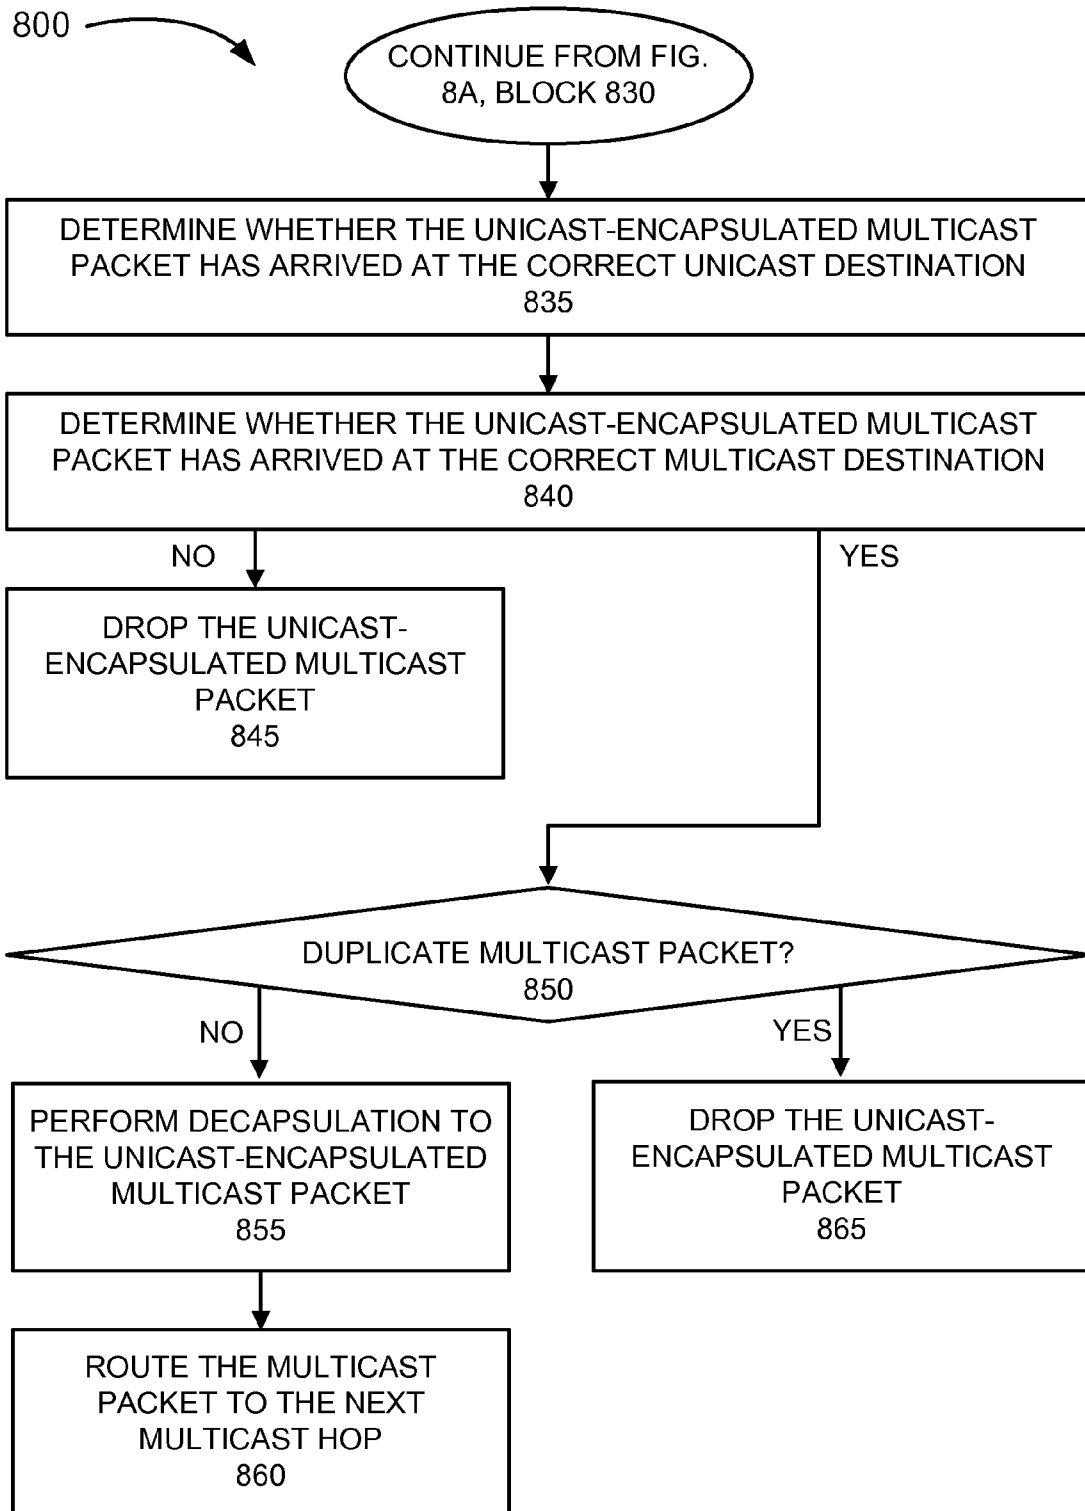 800
CONTINUE FROM FIG.
8A, BLOCK 830
DETERMINE WHETHER THE UNICAST-ENCAPSULATED MULTICAST
PACKET HAS ARRIVED AT THE CORRECT UNICAST DESTINATION
835
DETERMINE WHETHER THE UNICAST-ENCAPSULATED MULTICAST
PACKET HAS ARRIVED AT THE CORRECT MULTICAST DESTINATION
840
NO
YES
DROP THE UNICAST-
ENCAPSULATED MULTICAST
PACKET
845
DUPLICATE MULTICAST PACKET?
850
NO
YES
PERFORM DECAPSULATION TO
THE UNICAST-ENCAPSULATED
MULTICAST PACKET
855
DROP THE UNICAST-
ENCAPSULATED MULTICAST
PACKET
865
ROUTE THE MULTICAST
PACKET TO THE NEXT
MULTICAST HOP
860